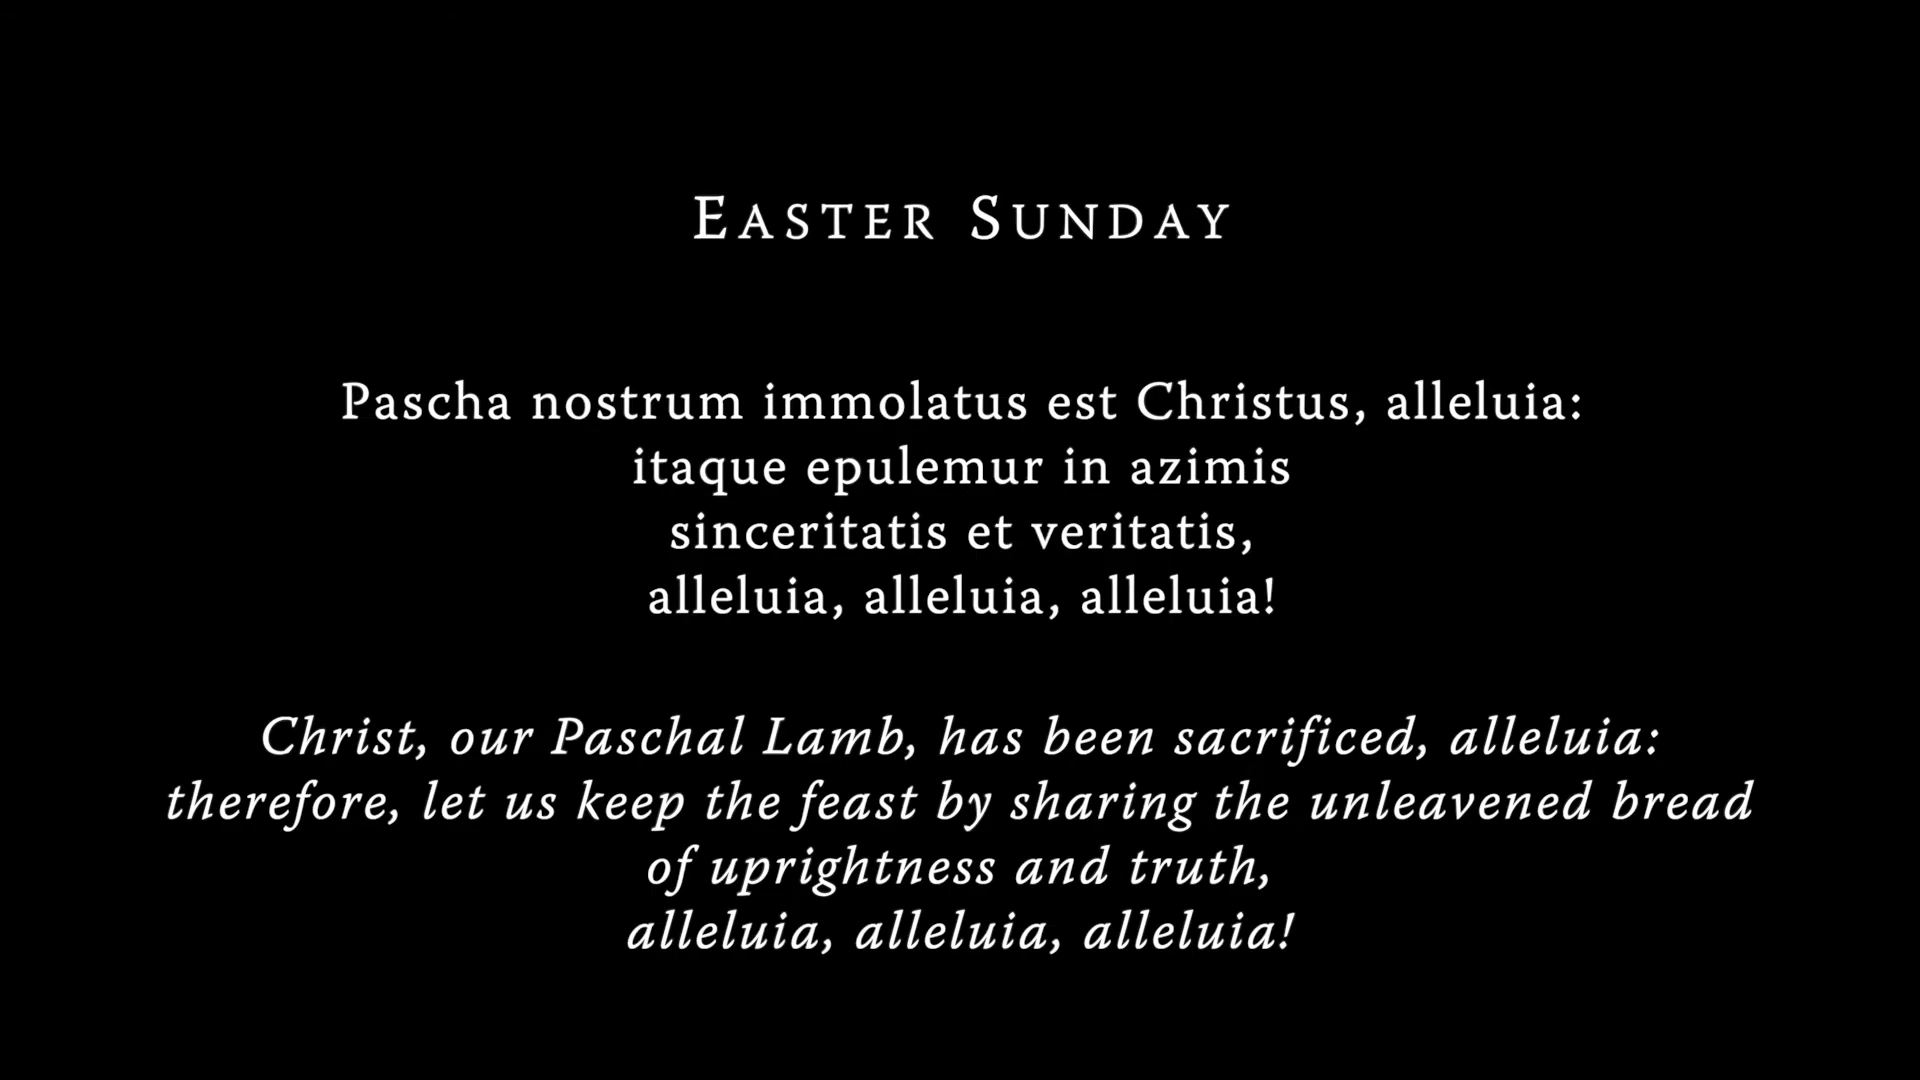 Easter Sunday
Pascha nostrum immolatus est Christus, alleluia:
itaque epulemur in azimis
sinceritatis et veritatis,
alleluia, alleluia, alleluia!
Christ, our Paschal Lamb, has been sacrificed, alleluia:
therefore, let us keep the feast by sharing the unleavened bread
of uprightness and truth,
alleluia, alleluia, alleluia!